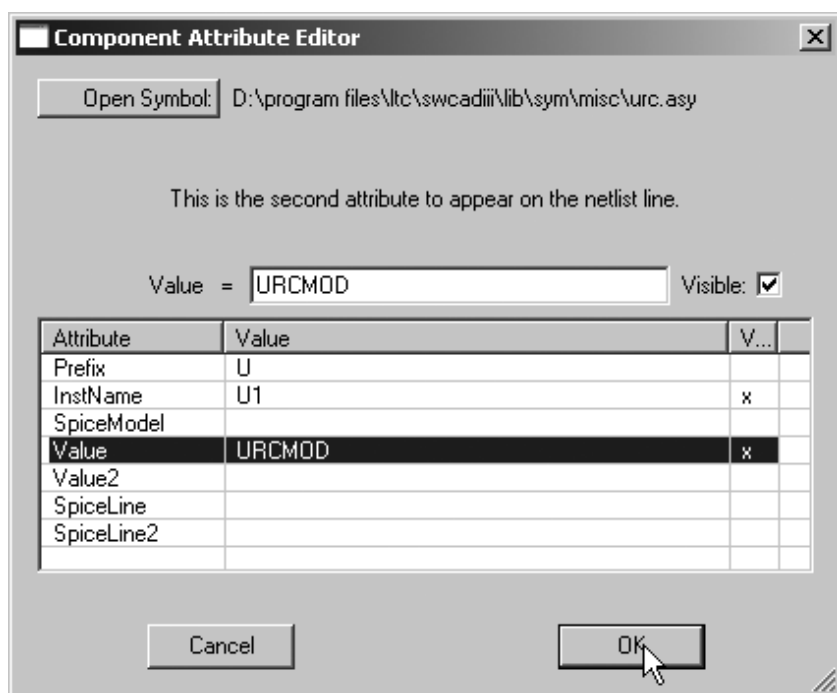 Component Attribute Editor
Open Symbol: D:\program files\ltc\swcadiii\lib\sym\misc\urc.asy
This is the second attribute to appear on the netlist line.
Value = URCMOD Visible:
Attribute Value V...
Prefix U
InstName U1 x
SpiceModel
Value URCMOD x
Value2
SpiceLine
SpiceLine2
Cancel OK